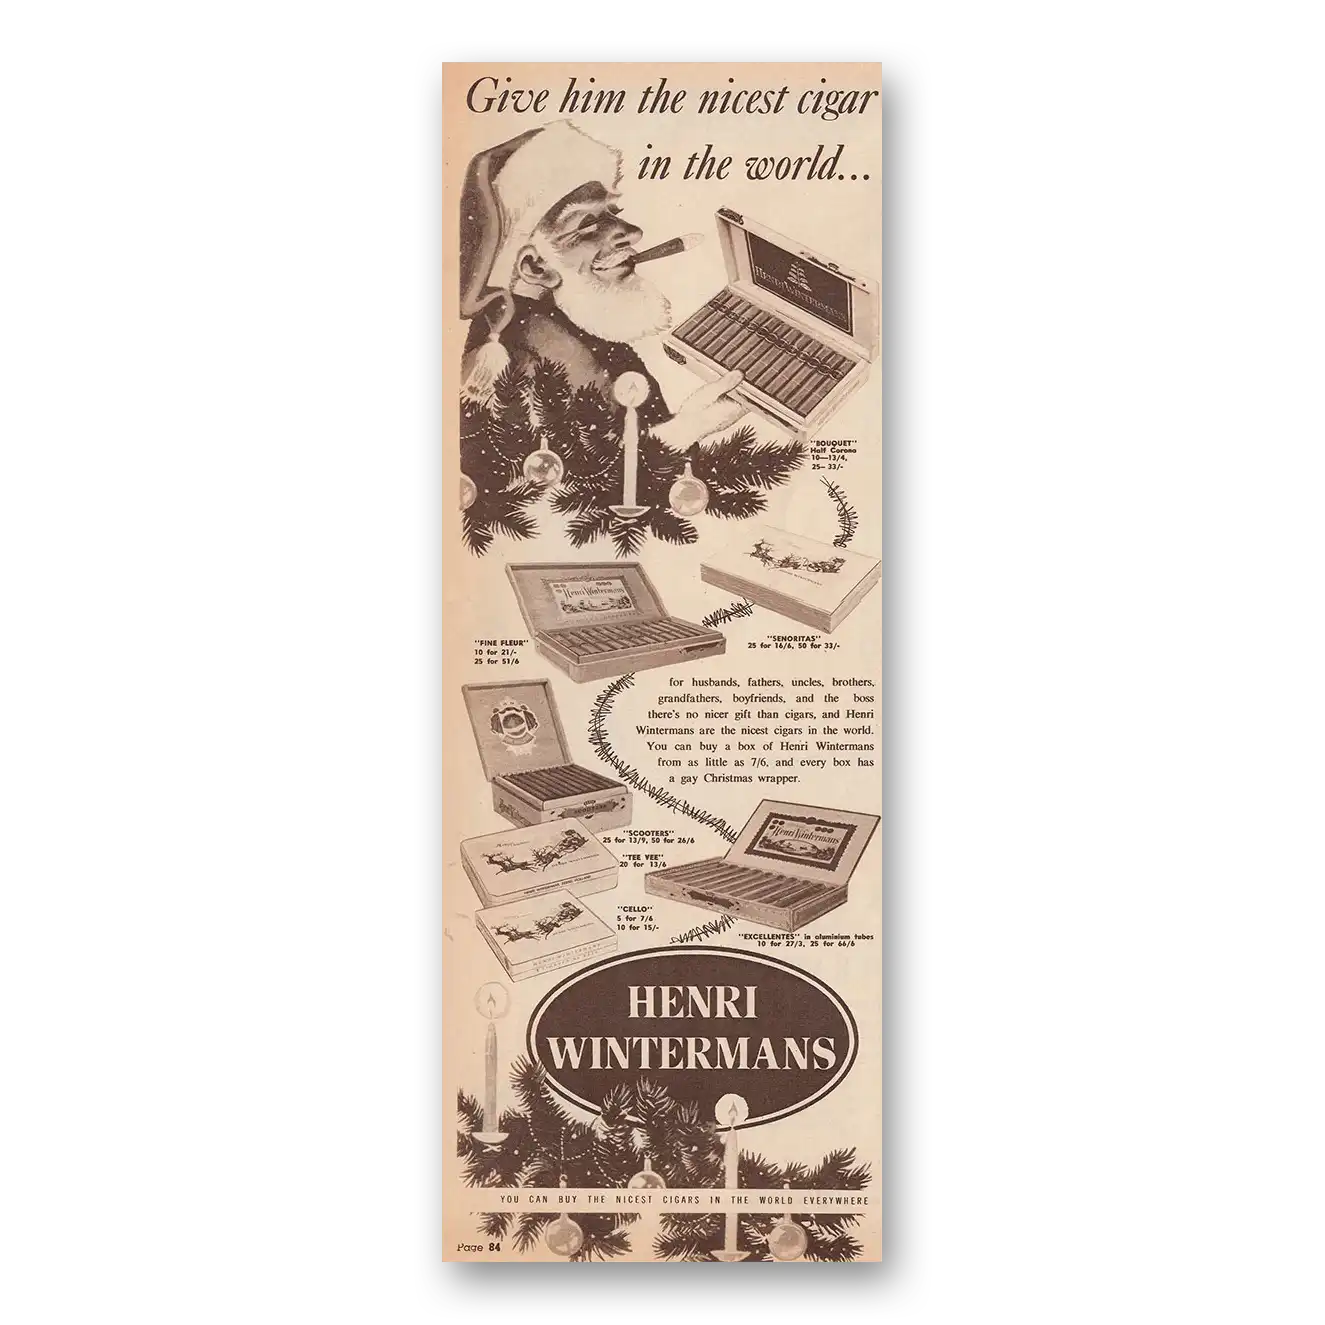 Give him the nicest cigar
in the world...
HENRI WINTERMANS
"BOUQUET"
Half Corona
10—13/4,
25— 33/-
Henri Wintermans
"FINE FLEUR"
10 for 21/-
25 for 51/6
"SENORITAS"
25 for 16/6, 50 for 33/-
for husbands, fathers, uncles, brothers,
grandfathers, boyfriends, and the boss
there's no nicer gift than cigars, and Henri
Wintermans are the nicest cigars in the world.
You can buy a box of Henri Wintermans
from as little as 7/6, and every box has
a gay Christmas wrapper.
"SCOOTERS"
25 for 13/9, 50 for 26/6
"TEE VEE"
20 for 13/6
Henri Wintermans
"CELLO"
5 for 7/6
10 for 15/-
"EXCELLENTES" in aluminium tubes
10 for 27/3, 25 for 66/6
HENRI
WINTERMANS
YOU CAN BUY THE NICEST CIGARS IN THE WORLD EVERYWHERE
Page 84